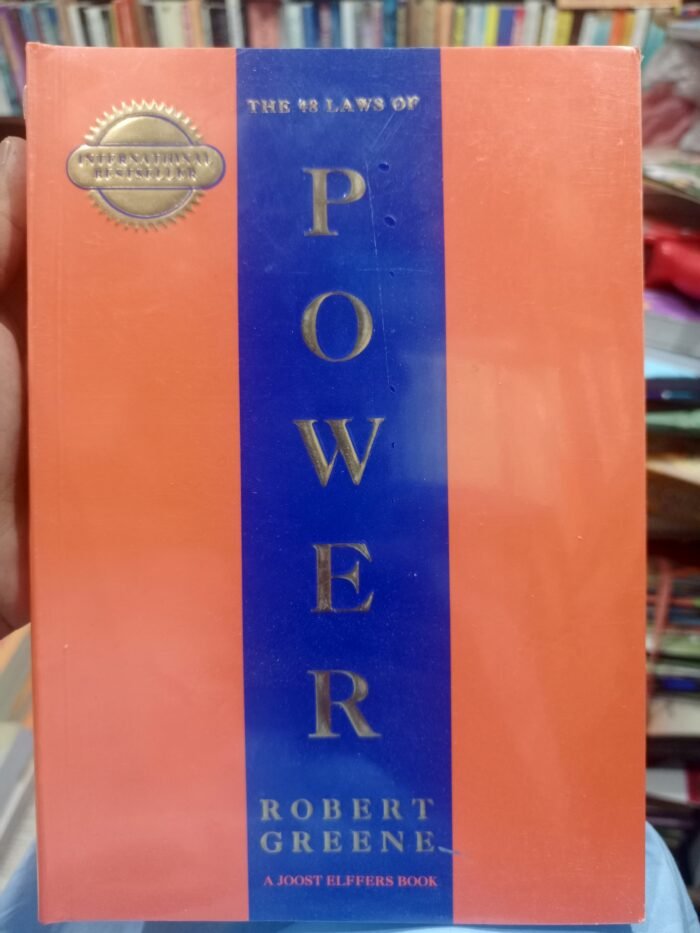 THE 48 LAWS OF
INTERNATIONAL
BESTSELLER
P
O
W
E
R
ROBERT
GREENE
A JOOST ELFFERS BOOK